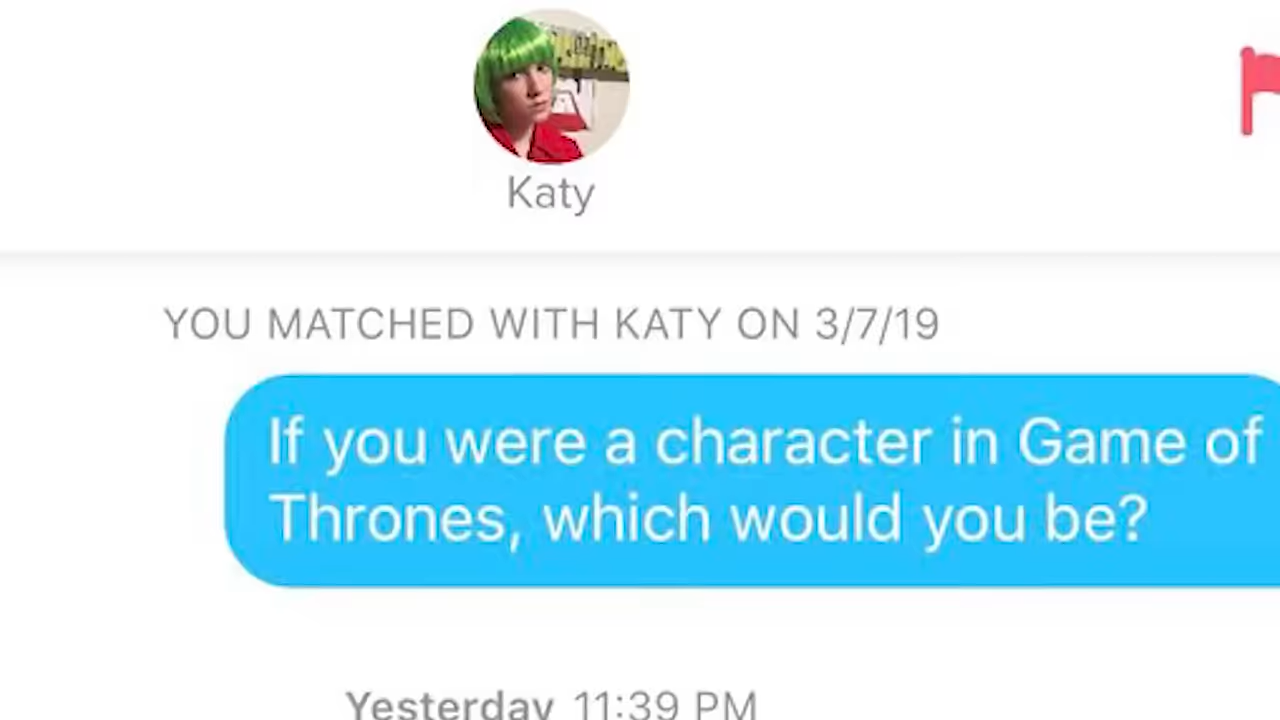 Katy
YOU MATCHED WITH KATY ON 3/7/19
If you were a character in Game of
Thrones, which would you be?
Yesterday 11:39 PM